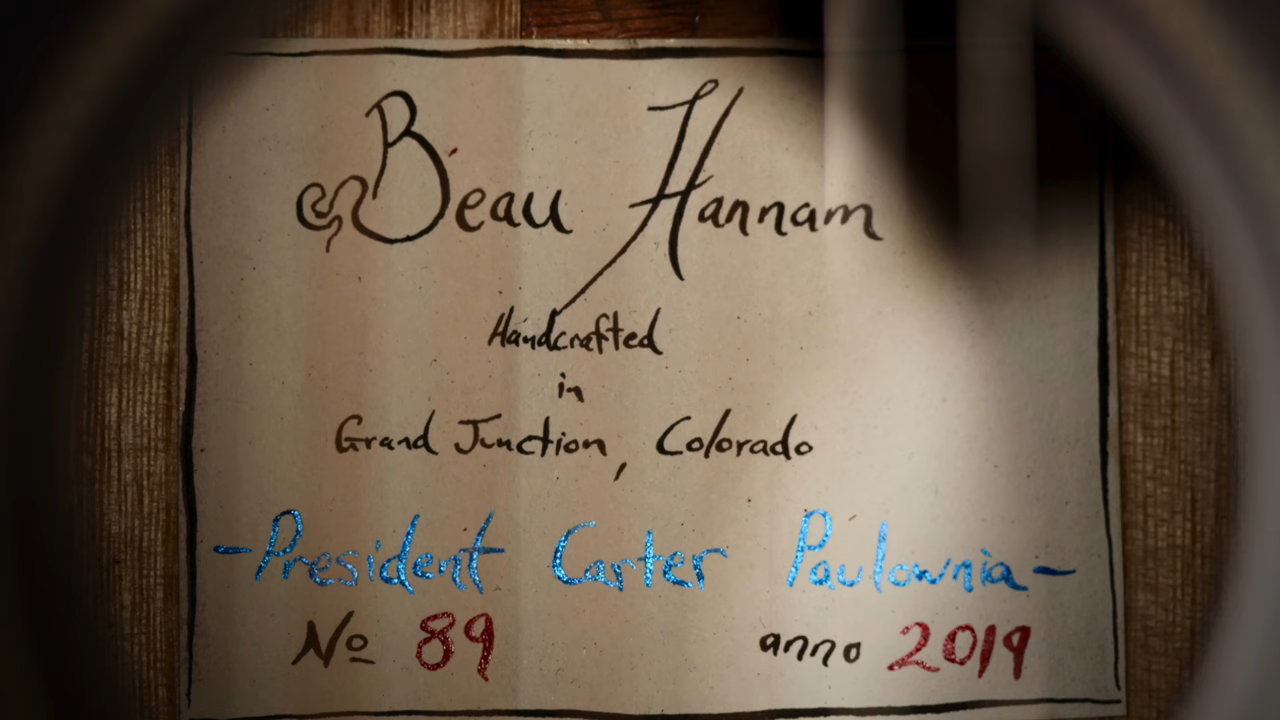 Beau Hannam
Handcrafted
in
Grand Junction, Colorado
-President Carter Paulownia-
Nº 89 anno 2019